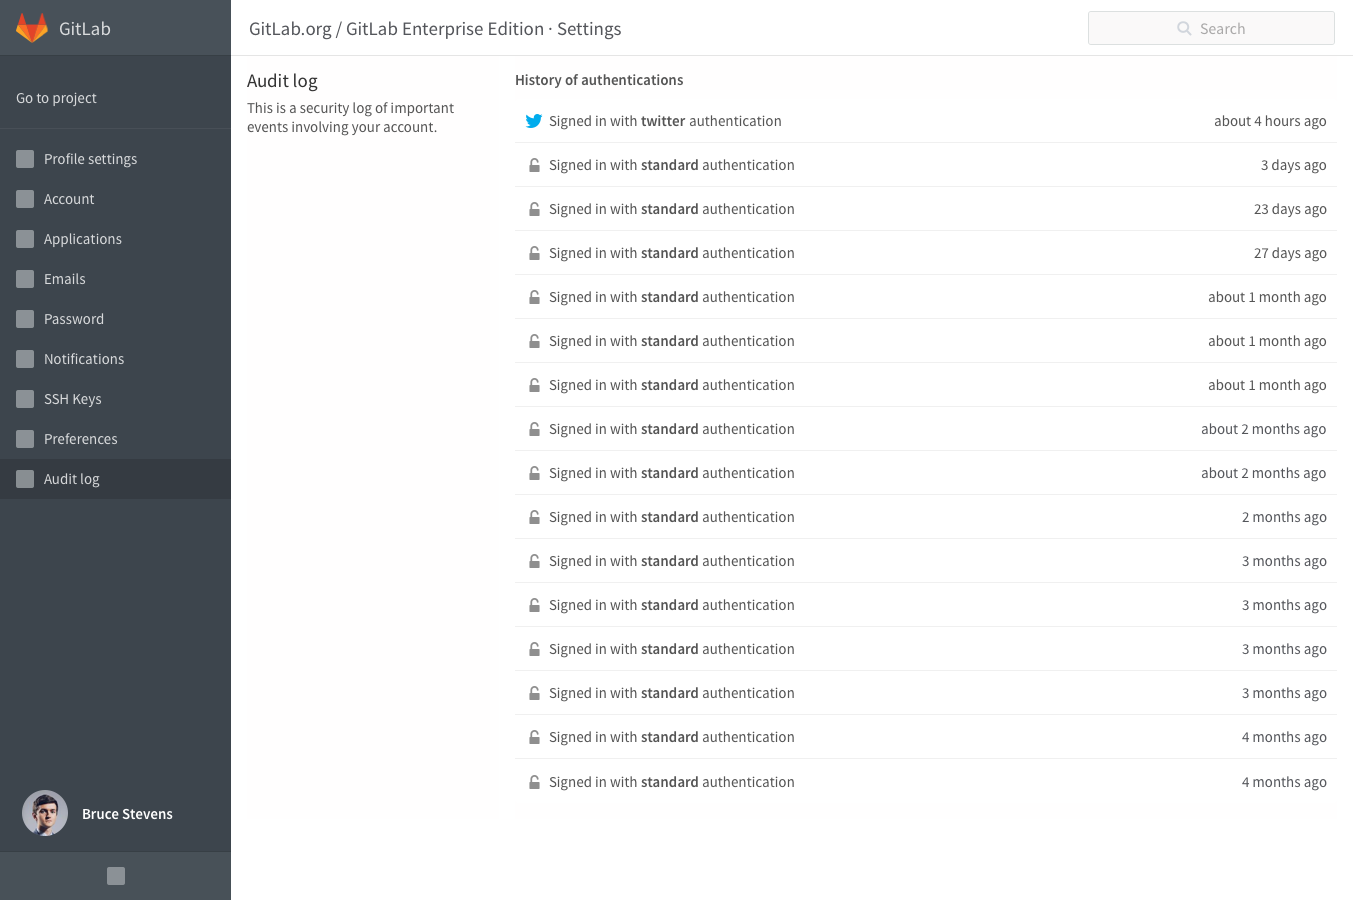 GitLab
GitLab.org / GitLab Enterprise Edition · Settings
Search
Go to project
Profile settings
Account
Applications
Emails
Password
Notifications
SSH Keys
Preferences
Audit log
Bruce Stevens
Audit log
This is a security log of important
events involving your account.
History of authentications
Signed in with twitter authentication about 4 hours ago
Signed in with standard authentication 3 days ago
Signed in with standard authentication 23 days ago
Signed in with standard authentication 27 days ago
Signed in with standard authentication about 1 month ago
Signed in with standard authentication about 1 month ago
Signed in with standard authentication about 1 month ago
Signed in with standard authentication about 2 months ago
Signed in with standard authentication about 2 months ago
Signed in with standard authentication 2 months ago
Signed in with standard authentication 3 months ago
Signed in with standard authentication 3 months ago
Signed in with standard authentication 3 months ago
Signed in with standard authentication 3 months ago
Signed in with standard authentication 4 months ago
Signed in with standard authentication 4 months ago